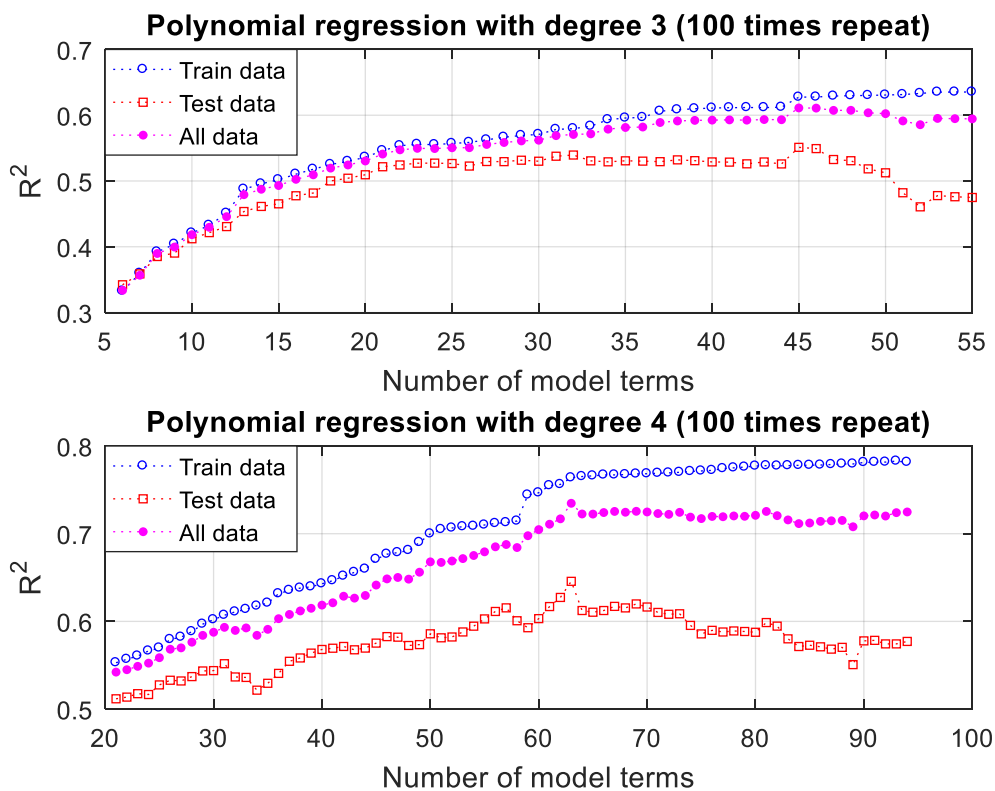 Polynomial regression with degree 3 (100 times repeat)
0.7
0.6
0.5
0.4
0.3
R²
Train data
Test data
All data
5 10 15 20 25 30 35 40 45 50 55
Number of model terms
Polynomial regression with degree 4 (100 times repeat)
0.8
0.7
0.6
0.5
R²
Train data
Test data
All data
20 30 40 50 60 70 80 90 100
Number of model terms